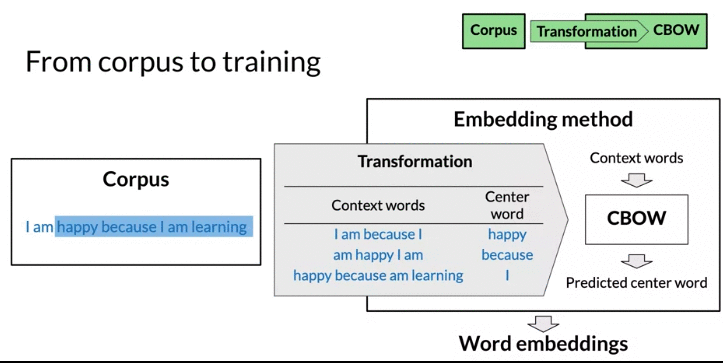 Corpus
Transformation
CBOW
From corpus to training
Embedding method
Corpus
I am happy because I am learning
Transformation
Context words
Center
word
I am because I
happy
am happy I am
because
happy because am learning
I
Context words
CBOW
Predicted center word
Word embeddings